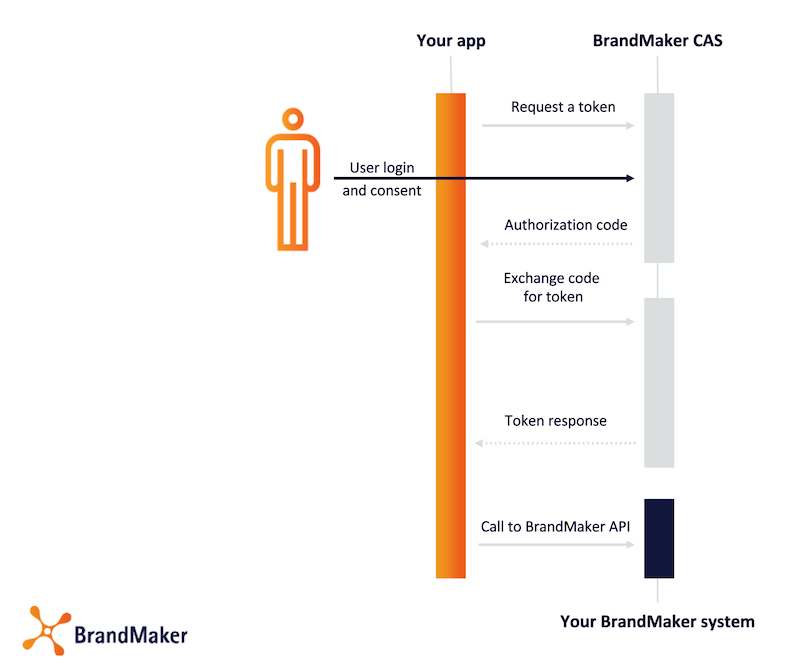 Your app
BrandMaker CAS
Request a token
User login
and consent
Authorization code
Exchange code
for token
Token response
Call to BrandMaker API
Your BrandMaker system
BrandMaker